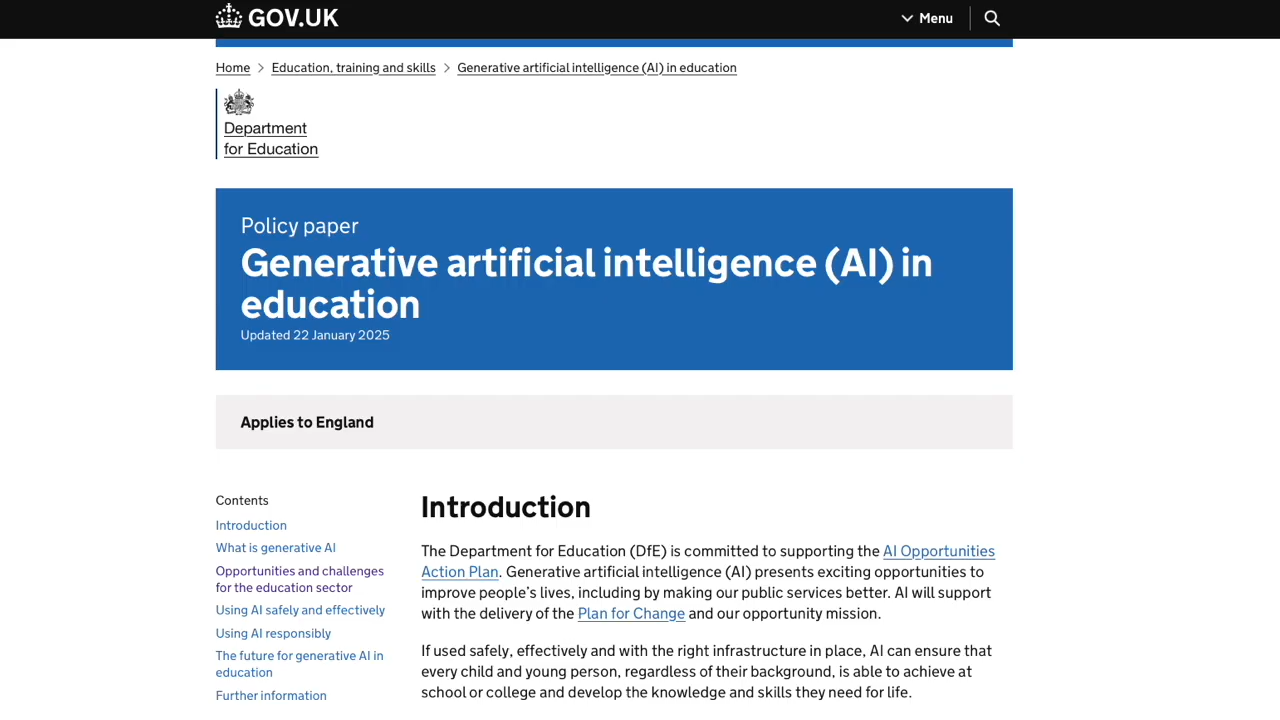 GOV.UK
Menu
Home > Education, training and skills > Generative artificial intelligence (AI) in education
Department
for Education
Policy paper
Generative artificial intelligence (AI) in
education
Updated 22 January 2025
Applies to England
Contents
Introduction
What is generative AI
Opportunities and challenges
for the education sector
Using AI safely and effectively
Using AI responsibly
The future for generative AI in
education
Further information
Introduction
The Department for Education (DfE) is committed to supporting the AI Opportunities
Action Plan. Generative artificial intelligence (AI) presents exciting opportunities to
improve people’s lives, including by making our public services better. AI will support
with the delivery of the Plan for Change and our opportunity mission.
If used safely, effectively and with the right infrastructure in place, AI can ensure that
every child and young person, regardless of their background, is able to achieve at
school or college and develop the knowledge and skills they need for life.